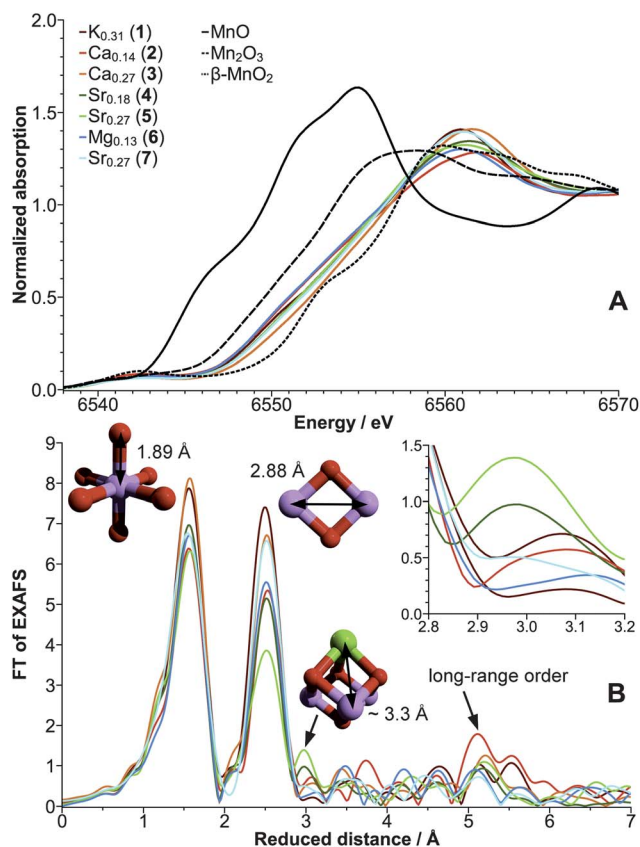 2.0
1.5
1.0
0.5
0.0
Normalized absorption
K0.31 (1)
Ca0.14 (2)
Ca0.27 (3)
Sr0.18 (4)
Sr0.27 (5)
Mg0.13 (6)
Sr0.27 (7)
MnO
Mn2O3
β-MnO2
A
6540 6550 6560 6570
Energy / eV
9
8
7
6
5
4
3
2
1
0
FT of EXAFS
1.89 Å
2.88 Å
~ 3.3 Å
1.5
1.0
0.5
0.0
2.8 2.9 3.0 3.1 3.2
long-range order
B
0 1 2 3 4 5 6 7
Reduced distance / Å